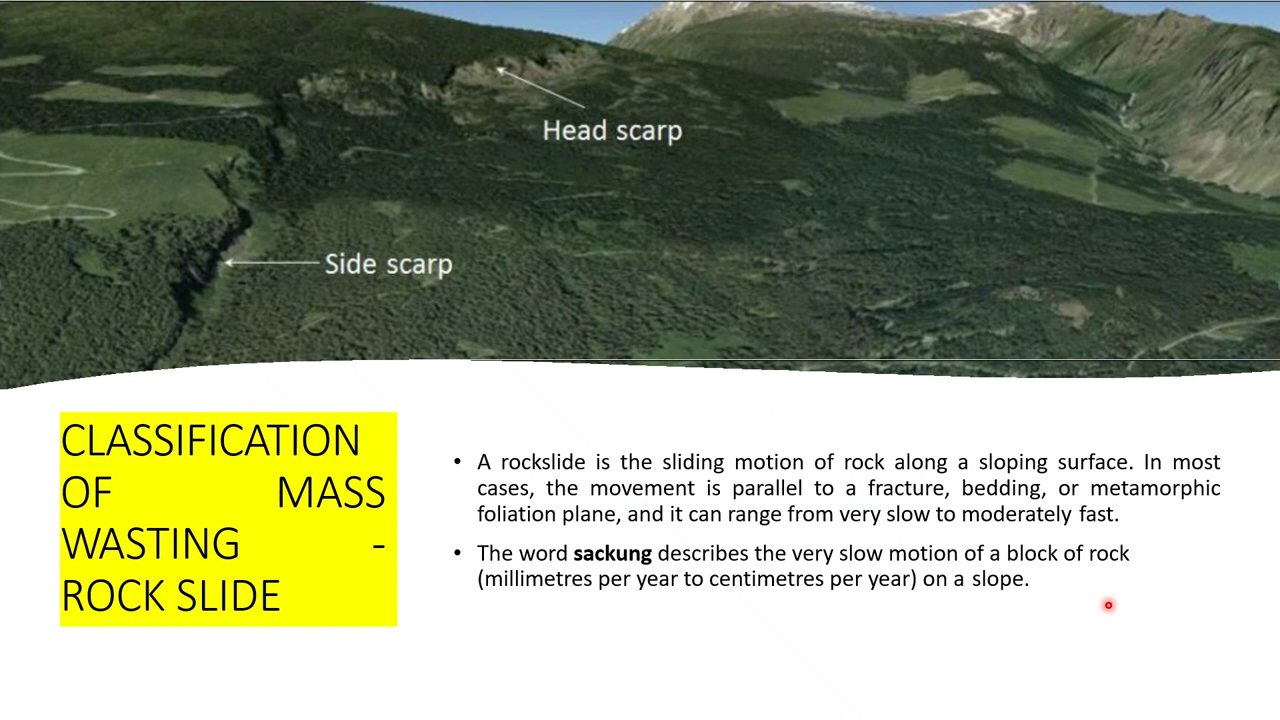 Head scarp
Side scarp
CLASSIFICATION
OF MASS
WASTING -
ROCK SLIDE
• A rockslide is the sliding motion of rock along a sloping surface. In most
cases, the movement is parallel to a fracture, bedding, or metamorphic
foliation plane, and it can range from very slow to moderately fast.
• The word sackung describes the very slow motion of a block of rock
(millimetres per year to centimetres per year) on a slope.